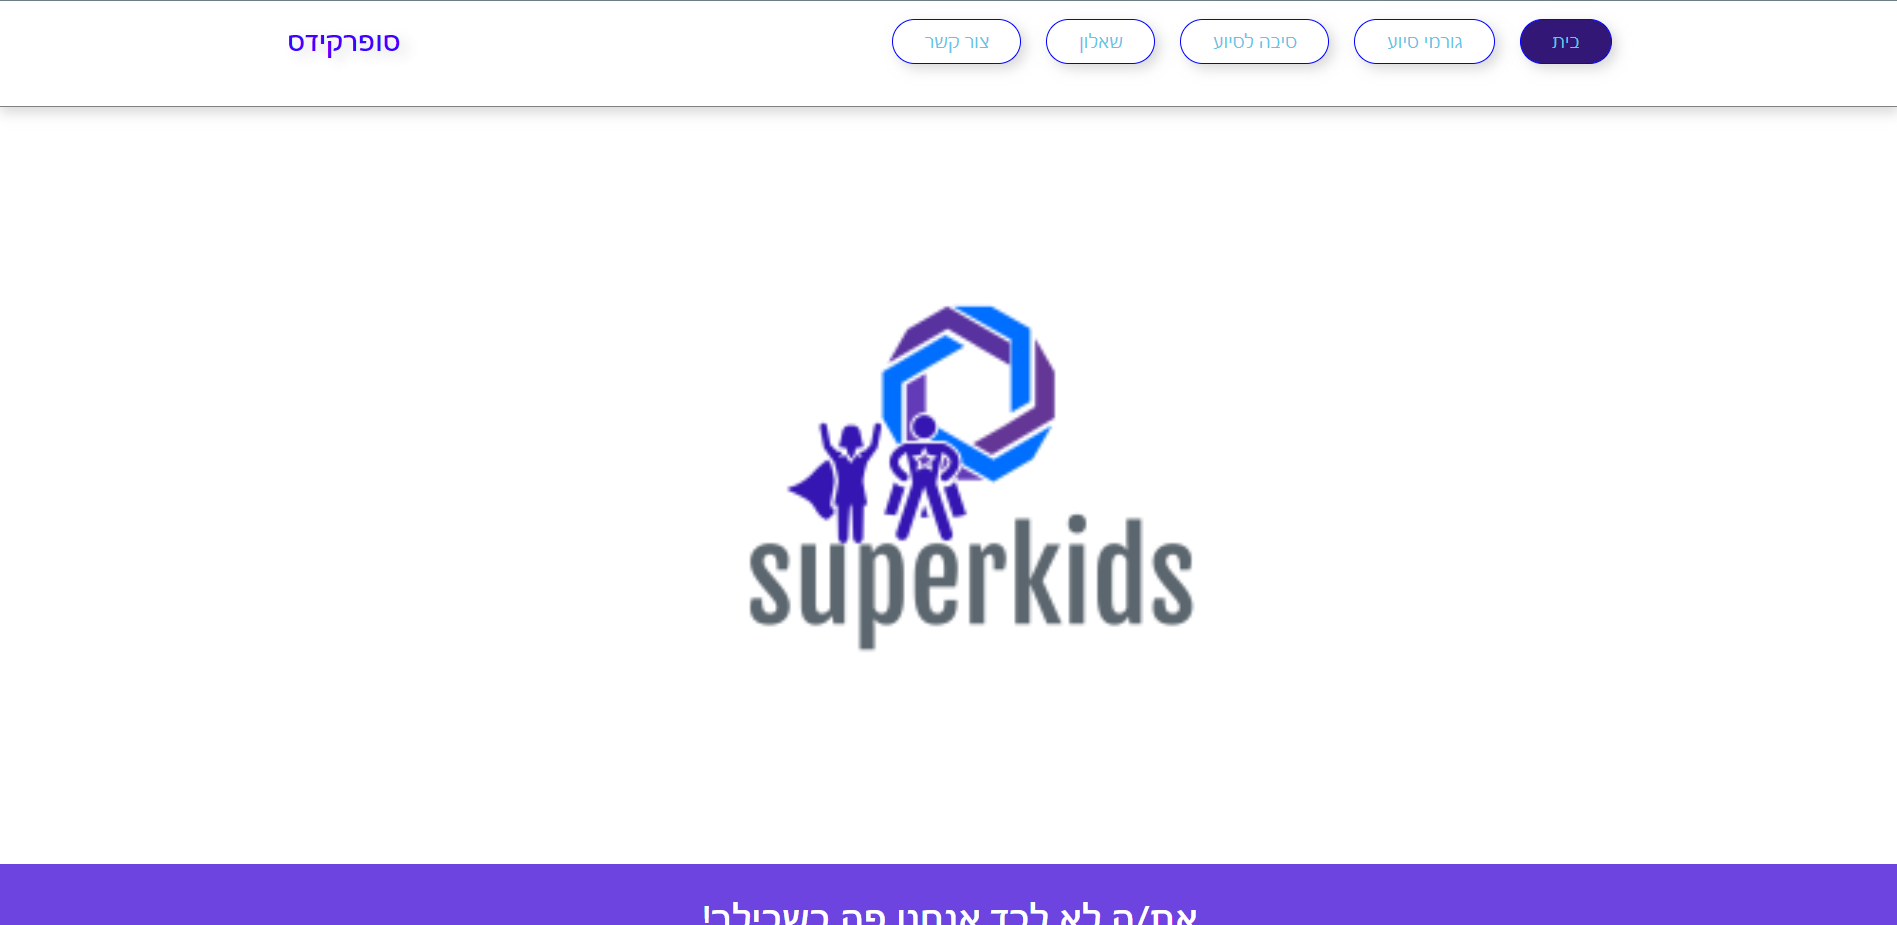 בית
גורמי סיוע
סיבה לסיוע
שאלון
צור קשר
סופרקידס
superkids
את/ה לא לבד אנחנו פה בשבילך!